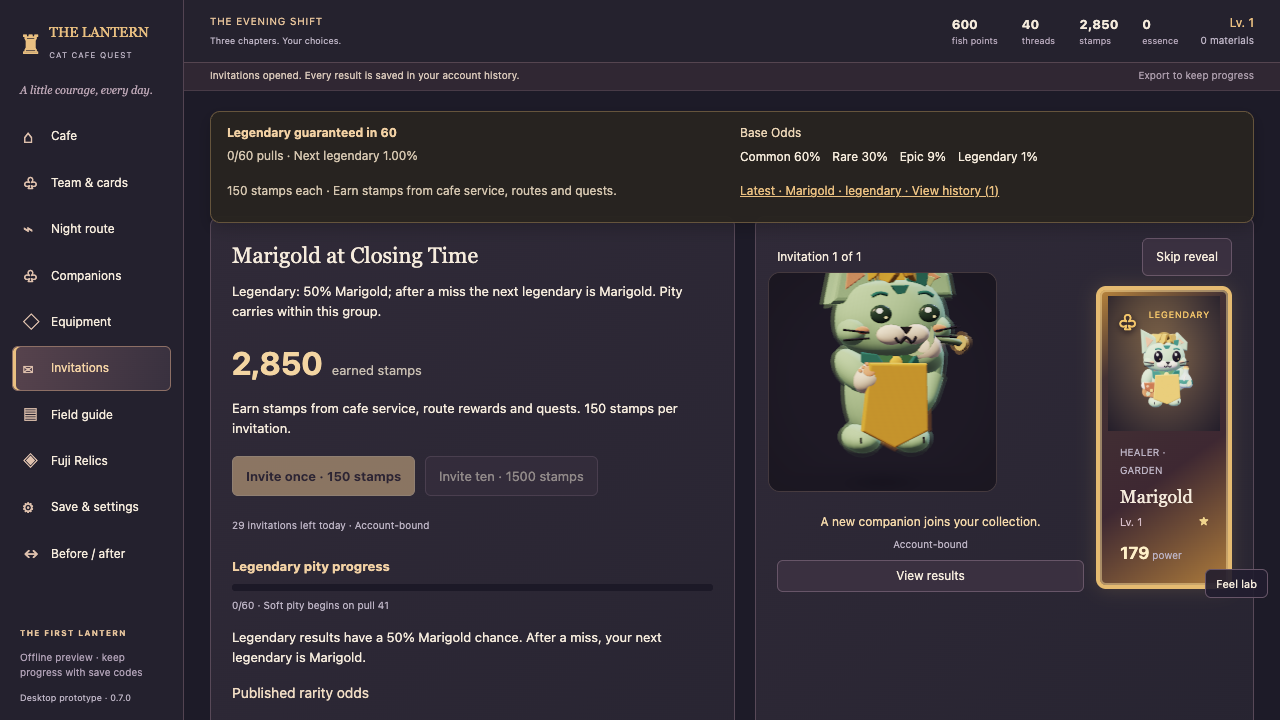 THE LANTERN
CAT CAFE QUEST
A little courage, every day.
Cafe
Team & cards
Night route
Companions
Equipment
Invitations
Field guide
Fuji Relics
Save & settings
Before / after
THE FIRST LANTERN
Offline preview · keep
progress with save codes
Desktop prototype · 0.7.0
THE EVENING SHIFT
Three chapters. Your choices.
600
fish points
40
threads
2,850
stamps
0
essence
Lv. 1
0 materials
Invitations opened. Every result is saved in your account history.
Export to keep progress
Legendary guaranteed in 60
0/60 pulls · Next legendary 1.00%
150 stamps each · Earn stamps from cafe service, routes and quests.
Base Odds
Common 60% Rare 30% Epic 9% Legendary 1%
Latest · Marigold · legendary · View history (1)
Marigold at Closing Time
Legendary: 50% Marigold; after a miss the next legendary is Marigold. Pity
carries within this group.
2,850 earned stamps
Earn stamps from cafe service, route rewards and quests. 150 stamps per
invitation.
Invite once · 150 stamps
Invite ten · 1500 stamps
29 invitations left today · Account-bound
Legendary pity progress
0/60 · Soft pity begins on pull 41
Legendary results have a 50% Marigold chance. After a miss, your next
legendary is Marigold.
Published rarity odds
Invitation 1 of 1
Skip reveal
A new companion joins your collection.
Account-bound
View results
LEGENDARY
HEALER ·
GARDEN
Marigold
Lv. 1
179 power
Feel lab